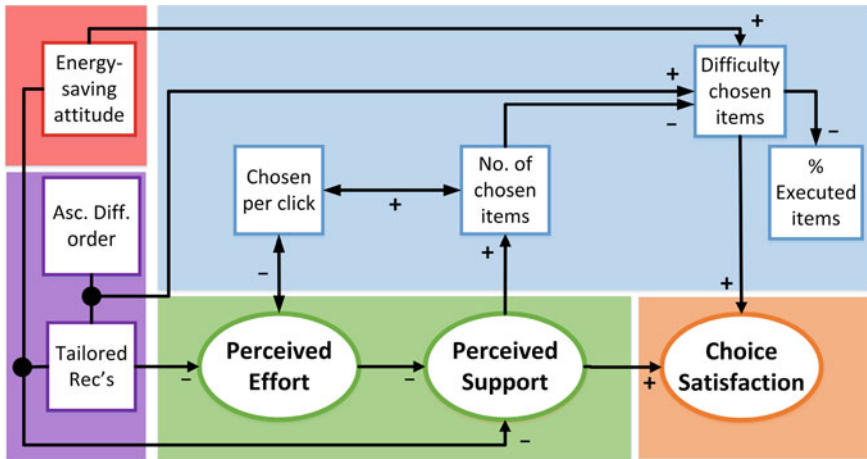 Energy-
saving
attitude
+
Difficulty
chosen
items
+
–
–
%
Executed
items
Asc. Diff.
order
Chosen
per click
+
No. of
chosen
items
–
+
+
Tailored
Rec's
–
Perceived
Effort
–
Perceived
Support
+
Choice
Satisfaction
–